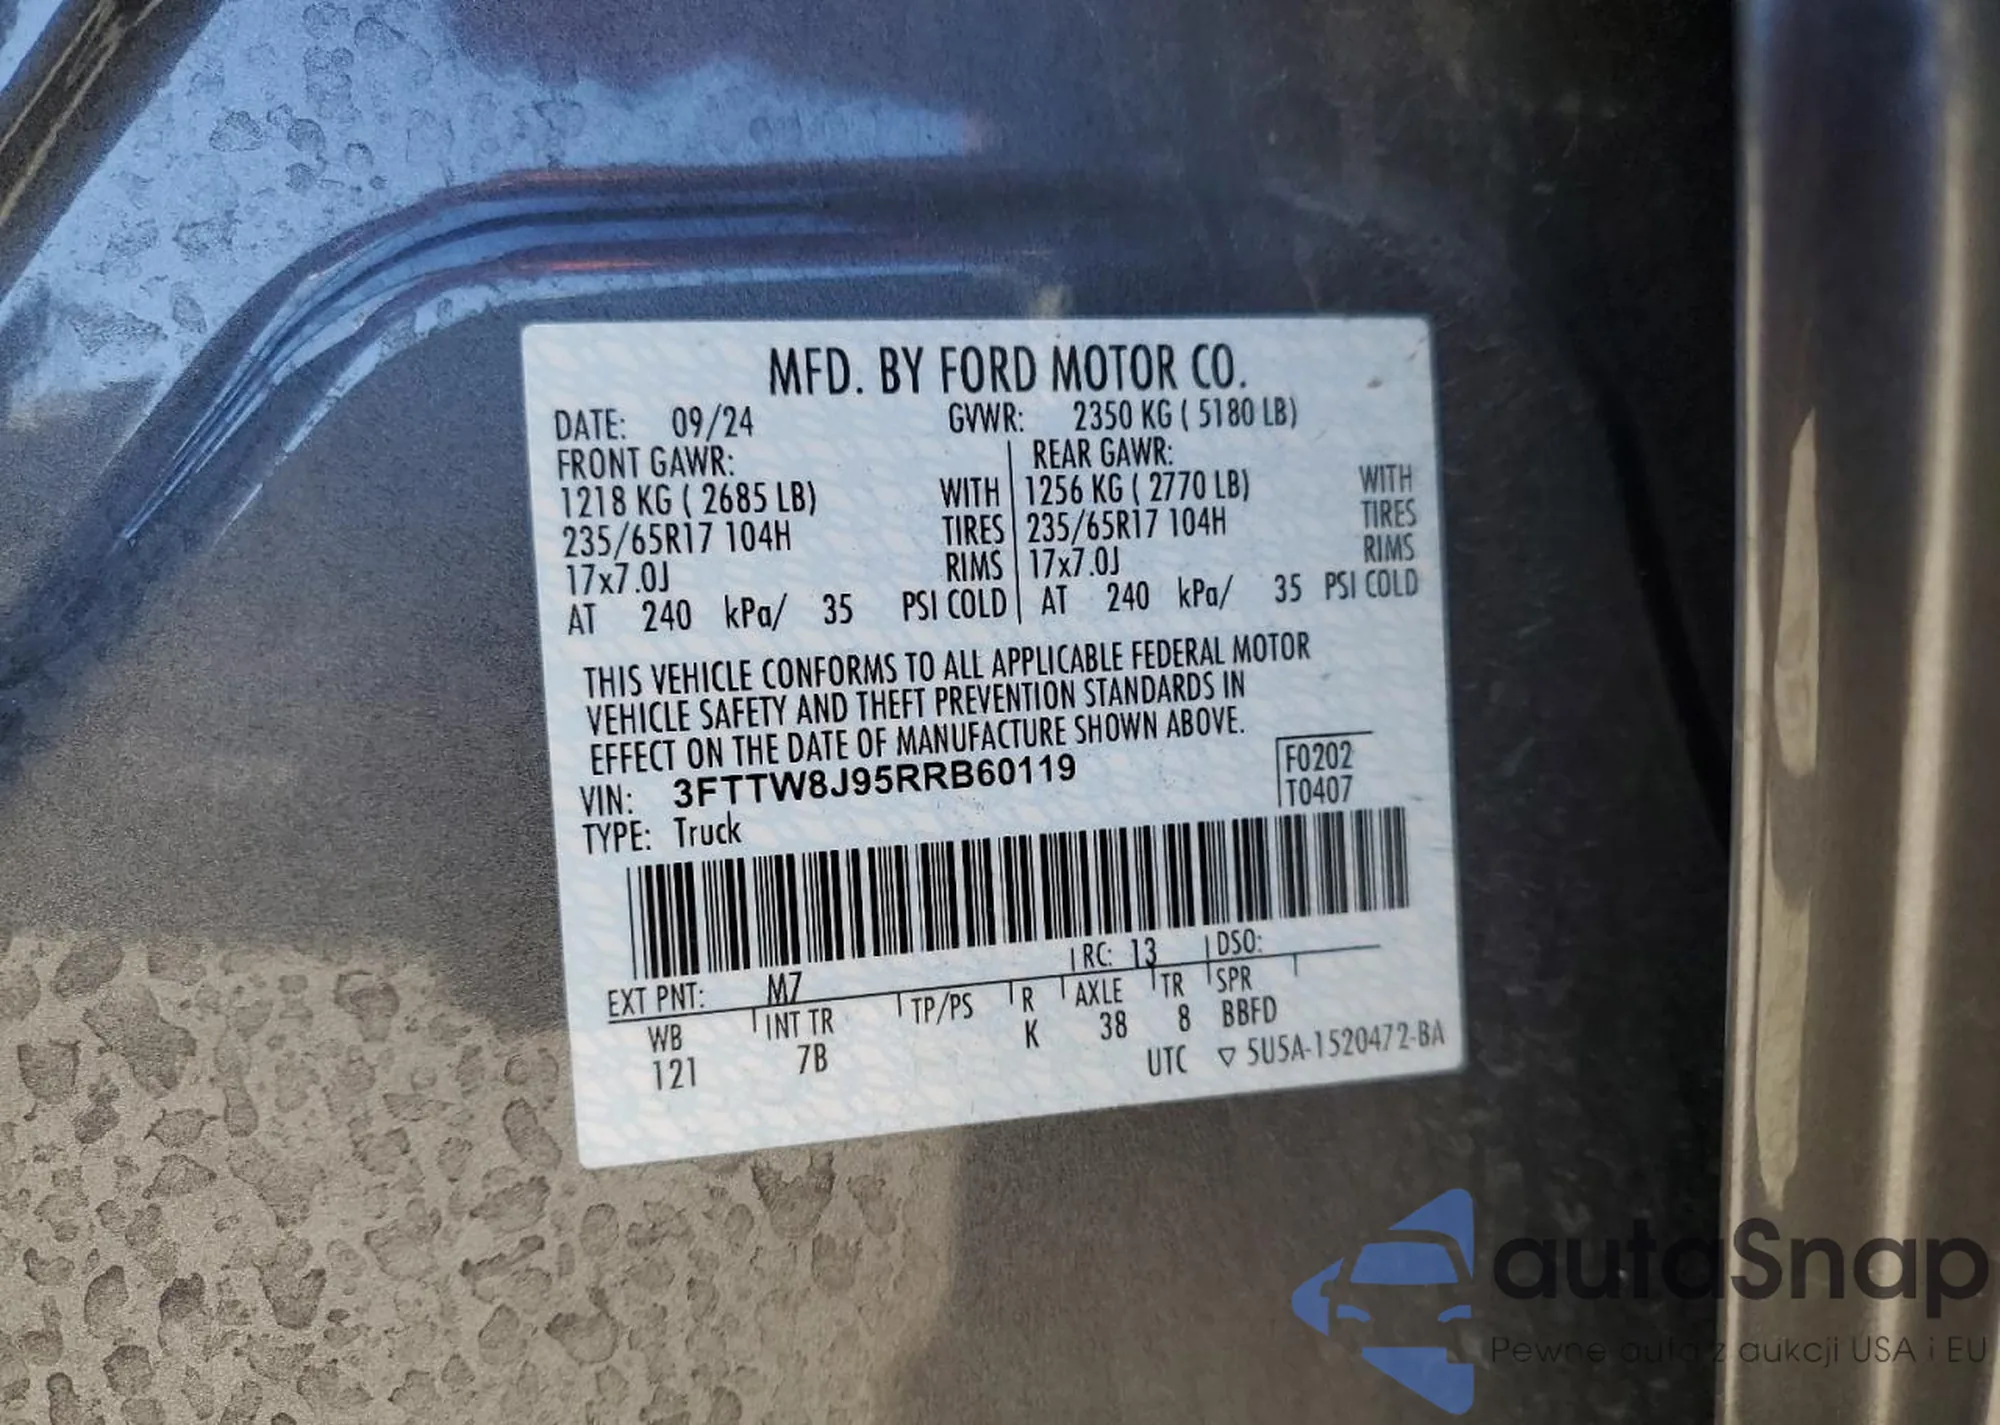 MFD. BY FORD MOTOR CO.
DATE: 09/24 GVWR: 2350 KG ( 5180 LB)
FRONT GAWR: REAR GAWR:
1218 KG ( 2685 LB) WITH 1256 KG ( 2770 LB) WITH
235/65R17 104H TIRES 235/65R17 104H TIRES
17x7.0J RIMS 17x7.0J RIMS
AT 240 kPa/ 35 PSI COLD AT 240 kPa/ 35 PSI COLD
THIS VEHICLE CONFORMS TO ALL APPLICABLE FEDERAL MOTOR
VEHICLE SAFETY AND THEFT PREVENTION STANDARDS IN
EFFECT ON THE DATE OF MANUFACTURE SHOWN ABOVE.
VIN: 3FTTW8J95RRB60119 F0202
TYPE: Truck T0407
EXT PNT: M7 RC: 13 DSO:
WB INT TR TP/PS R AXLE TR SPR
121 7B K 38 8 BBFD
UTC ▽ 5U5A-1520472-BA
autaSnap
Pewne auta z aukcji USA i EU